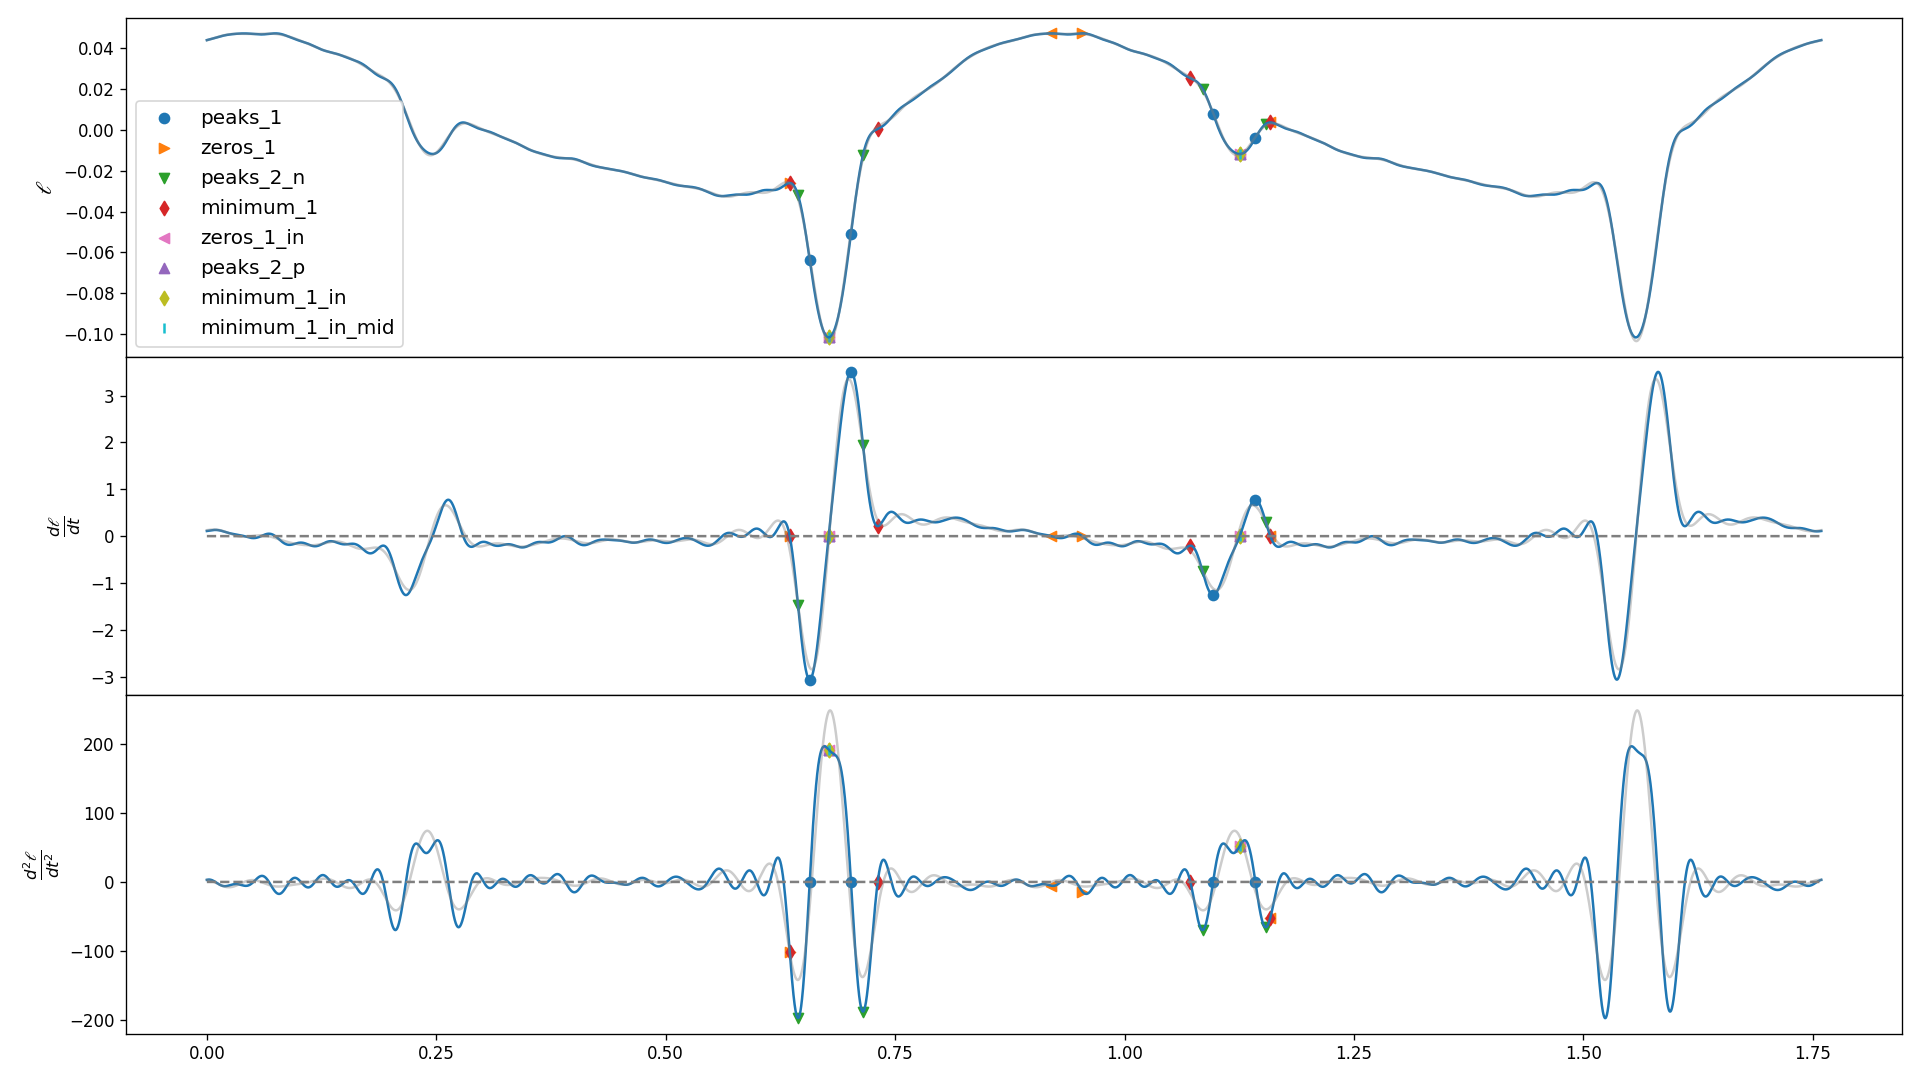 0.04
0.02
0.00
−0.02
−0.04
−0.06
−0.08
−0.10
ℓ
peaks_1
zeros_1
peaks_2_n
minimum_1
zeros_1_in
peaks_2_p
minimum_1_in
minimum_1_in_mid
3
2
1
0
−1
−2
−3
dℓ
dt
200
100
0
−100
−200
d²ℓ
dt²
0.00 0.25 0.50 0.75 1.00 1.25 1.50 1.75